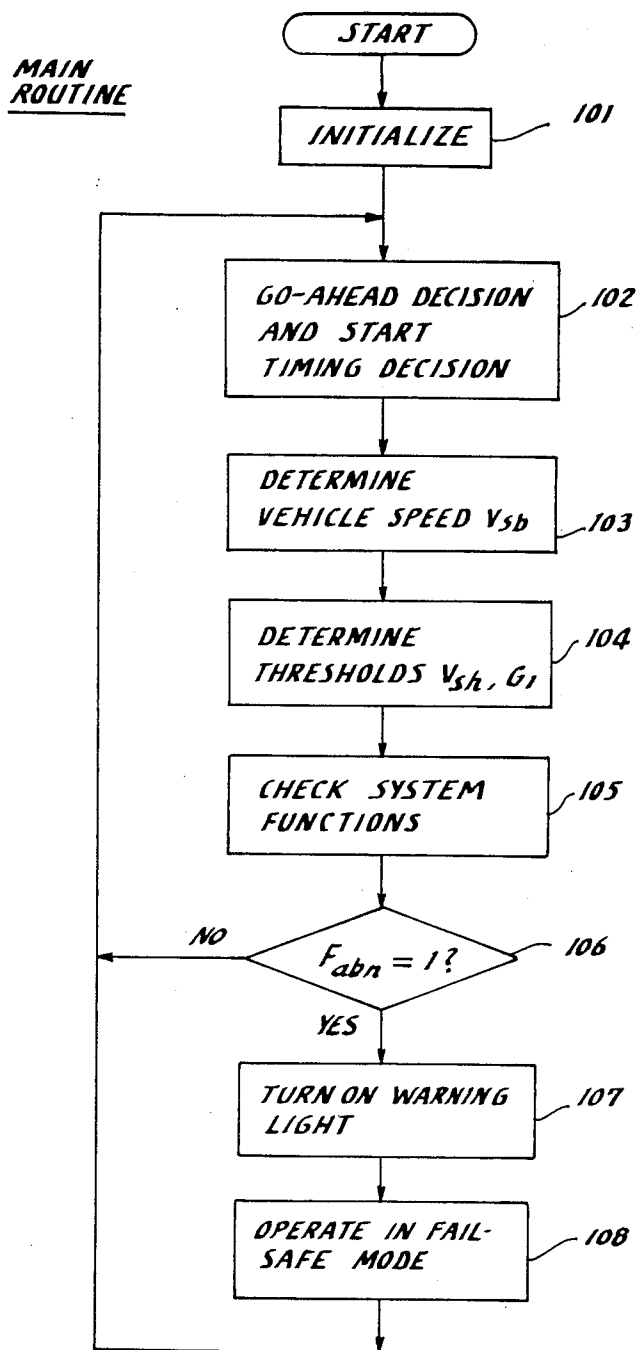 START
MAIN
ROUTINE
101
INITIALIZE
GO-AHEAD DECISION
AND START
TIMING DECISION
102
DETERMINE
VEHICLE SPEED Vsb
103
DETERMINE
THRESHOLDS Vsh, G1
104
CHECK SYSTEM
FUNCTIONS
105
NO
Fabn = 1?
106
YES
TURN ON WARNING
LIGHT
107
OPERATE IN FAIL-
SAFE MODE
108